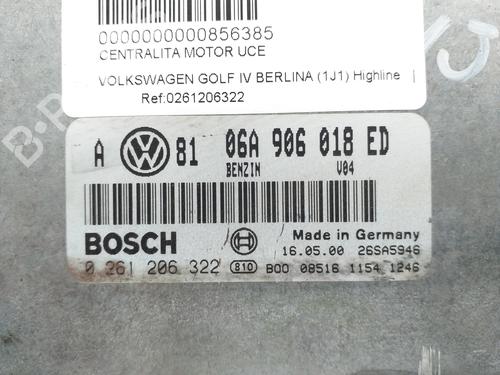 0000000000856385
CENTRALITA MOTOR UCE
VOLKSWAGEN GOLF IV BERLINA (1J1) Highline
Ref:0261206322
A VW 81 06A 906 018 ED
BENZIN V04
BOSCH Made in Germany
16.05.00 26SA5946
0 261 206 322 810 B00 08516 1154 1246